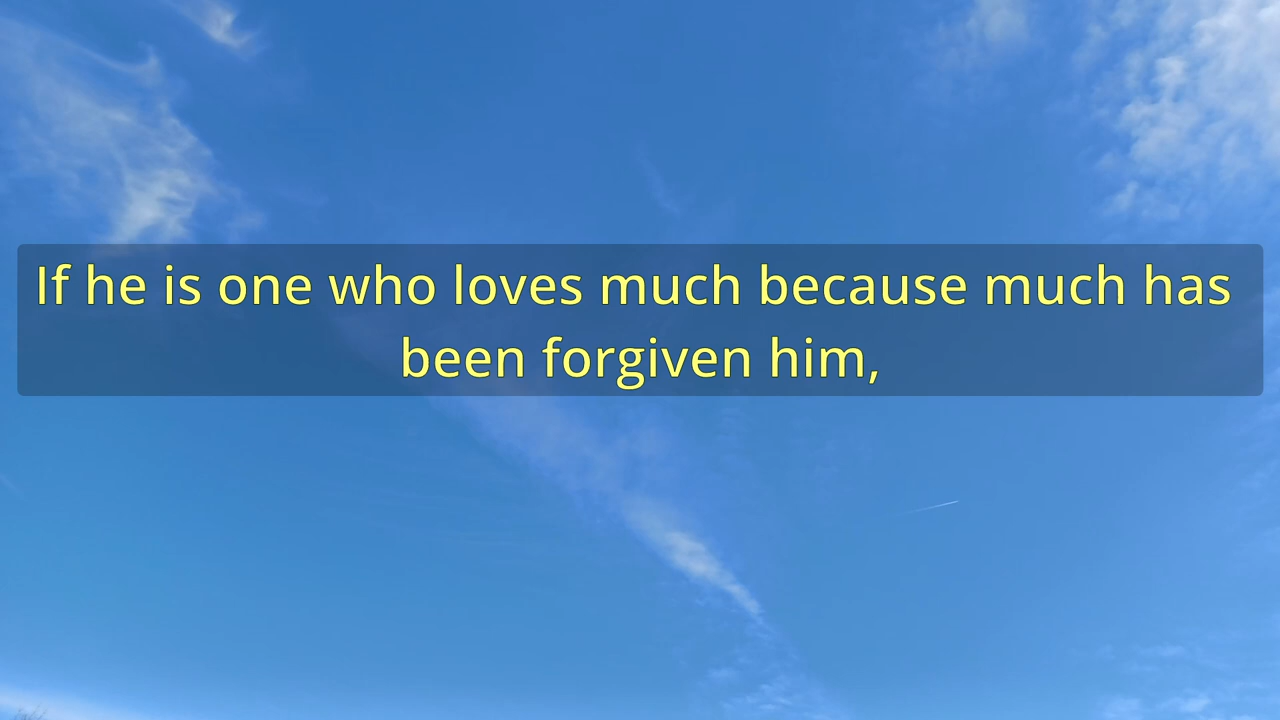 If he is one who loves much because much has
been forgiven him,